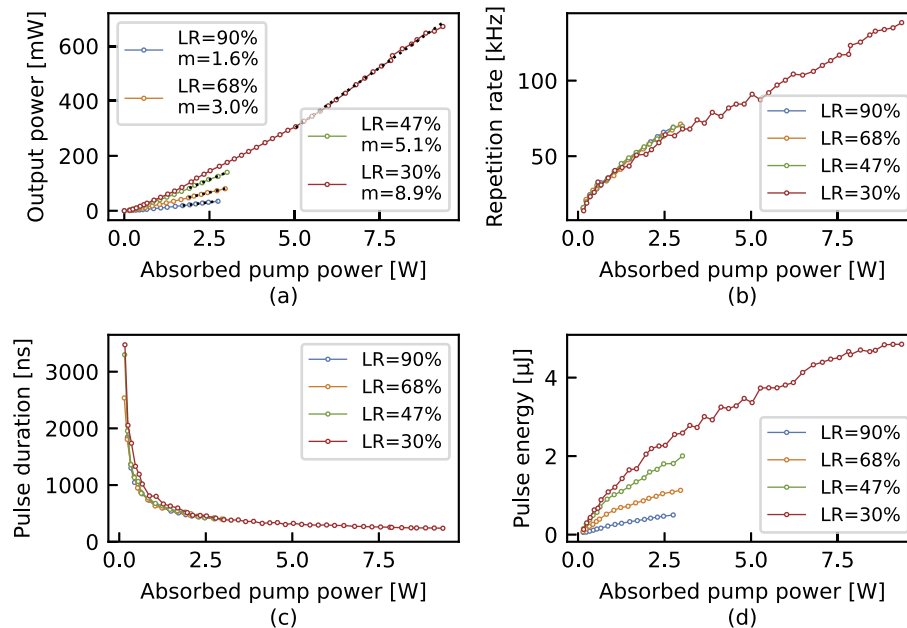 Output power [mW]
600
400
200
0
LR=90%
m=1.6%
LR=68%
m=3.0%
LR=47%
m=5.1%
LR=30%
m=8.9%
0.0 2.5 5.0 7.5
Absorbed pump power [W]
(a)
Repetition rate [kHz]
100
50
LR=90%
LR=68%
LR=47%
LR=30%
0.0 2.5 5.0 7.5
Absorbed pump power [W]
(b)
Pulse duration [ns]
3000
2000
1000
0
LR=90%
LR=68%
LR=47%
LR=30%
0.0 2.5 5.0 7.5
Absorbed pump power [W]
(c)
Pulse energy [μJ]
4
2
0
LR=90%
LR=68%
LR=47%
LR=30%
0.0 2.5 5.0 7.5
Absorbed pump power [W]
(d)